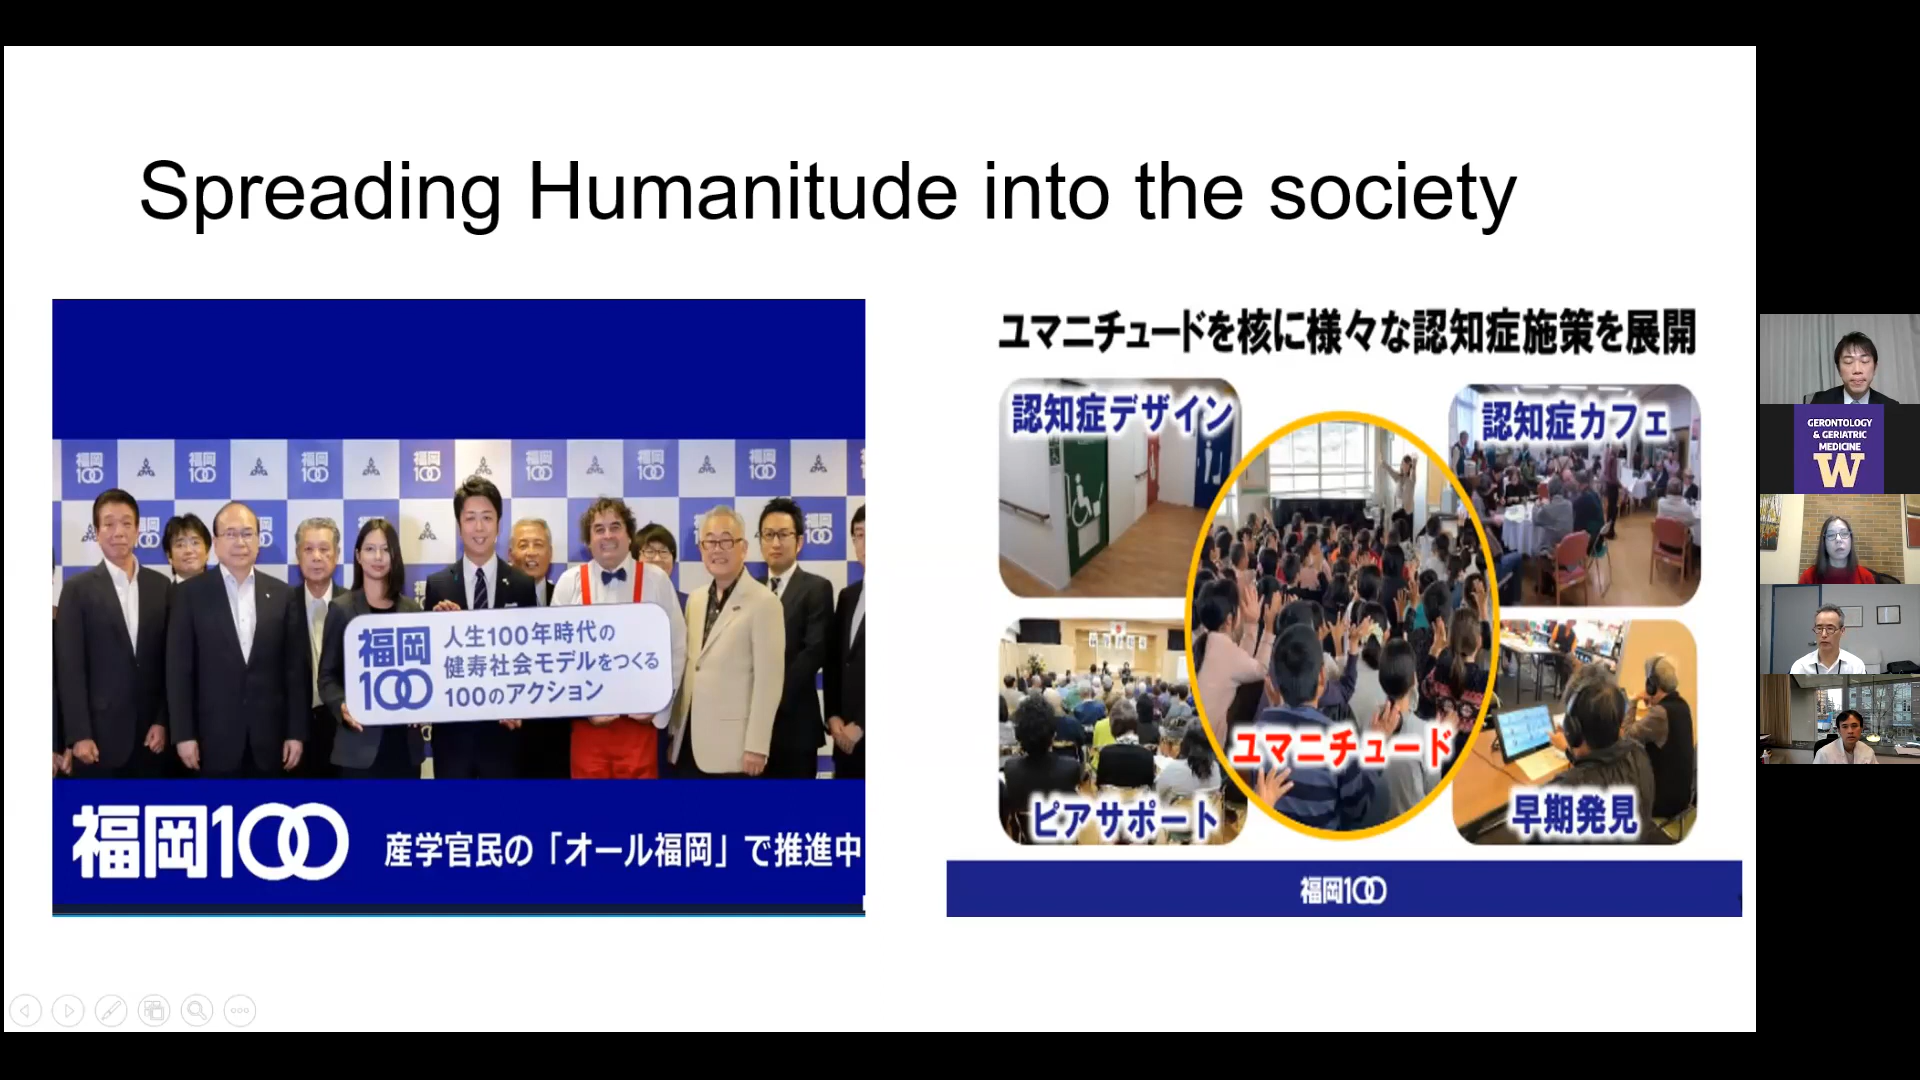 Spreading Humanitude into the society
福岡100
人生100年時代の
健寿社会モデルをつくる
100のアクション
福岡100
産学官民の「オール福岡」で推進中
ユマニチュードを核に様々な認知症施策を展開
認知症デザイン
認知症カフェ
ユマニチュード
ピアサポート
早期発見
福岡100
GERONTOLOGY
& GERIATRIC
MEDICINE
W